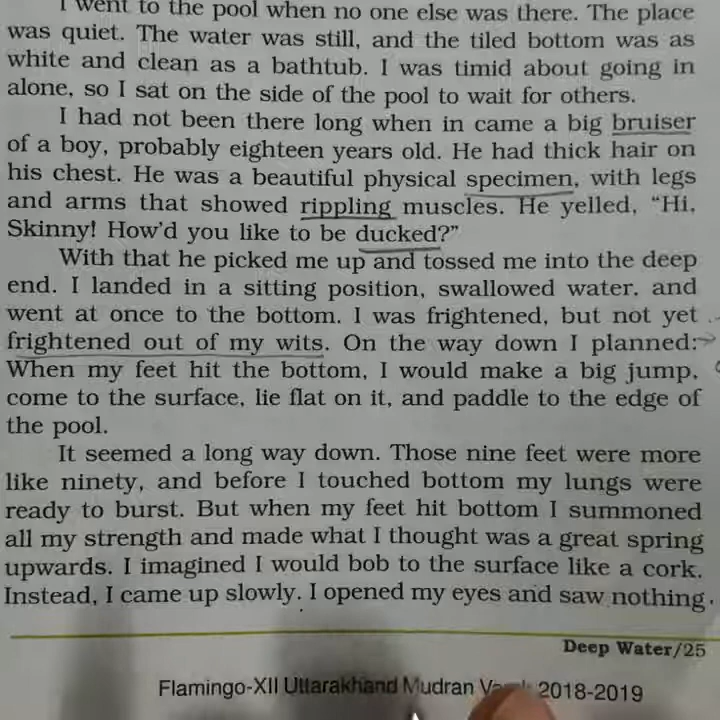 I went to the pool when no one else was there. The place
was quiet. The water was still, and the tiled bottom was as
white and clean as a bathtub. I was timid about going in
alone, so I sat on the side of the pool to wait for others.
I had not been there long when in came a big bruiser
of a boy, probably eighteen years old. He had thick hair on
his chest. He was a beautiful physical specimen, with legs
and arms that showed rippling muscles. He yelled, “Hi,
Skinny! How’d you like to be ducked?”
With that he picked me up and tossed me into the deep
end. I landed in a sitting position, swallowed water, and
went at once to the bottom. I was frightened, but not yet
frightened out of my wits. On the way down I planned:
When my feet hit the bottom, I would make a big jump,
come to the surface, lie flat on it, and paddle to the edge of
the pool.
It seemed a long way down. Those nine feet were more
like ninety, and before I touched bottom my lungs were
ready to burst. But when my feet hit bottom I summoned
all my strength and made what I thought was a great spring
upwards. I imagined I would bob to the surface like a cork.
Instead, I came up slowly. I opened my eyes and saw nothing
Deep Water/25
Flamingo-XII Uttarakhand Mudran 2018-2019